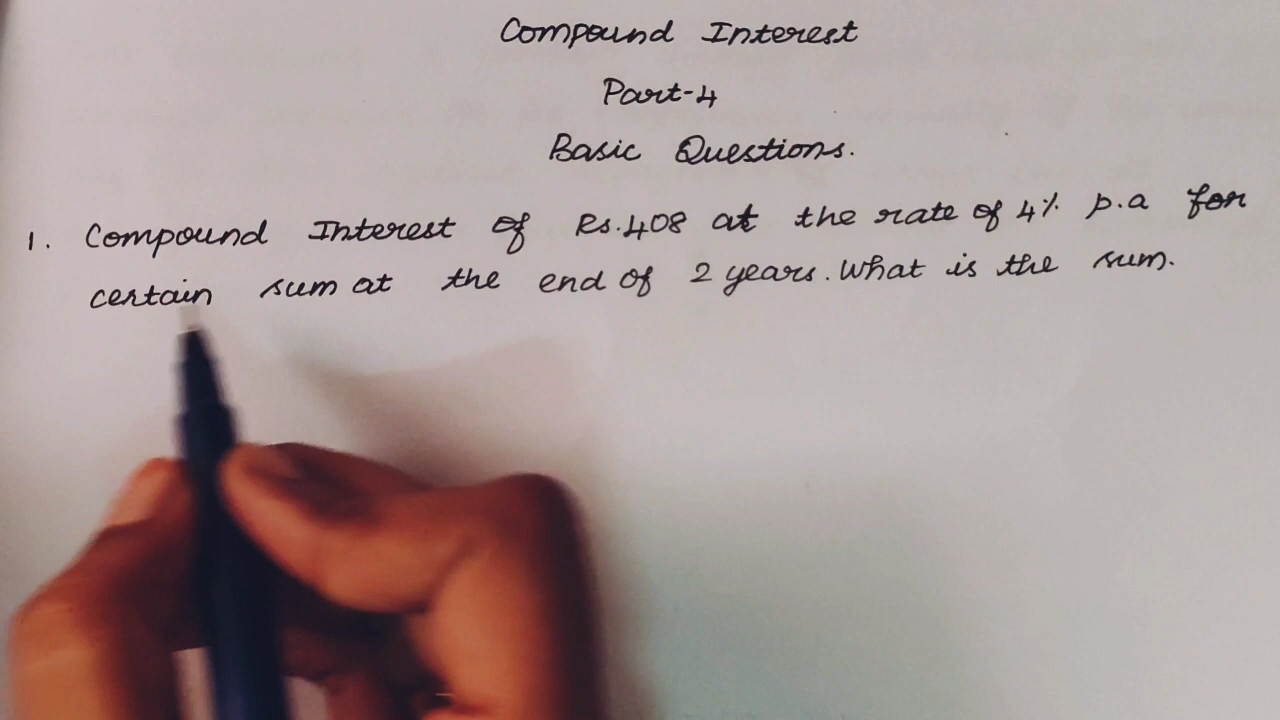 Compound Interest
Part-4
Basic Questions.
1. Compound Interest of Rs.408 at the rate of 4% p.a for
certain sum at the end of 2 years. What is the sum.